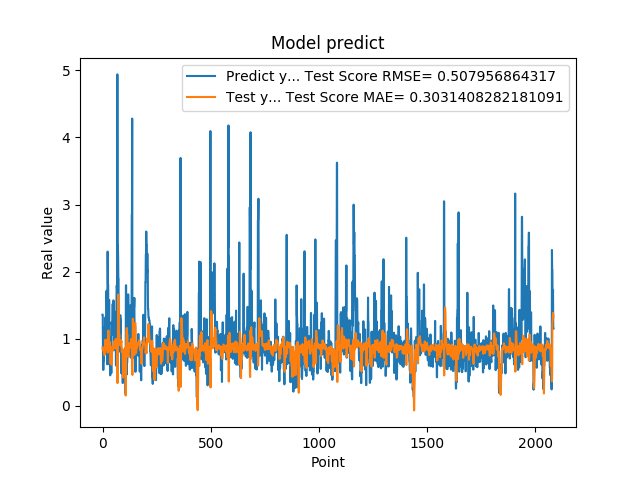 Model predict
Predict y... Test Score RMSE= 0.507956864317
Test y... Test Score MAE= 0.3031408282181091
Real value
5
4
3
2
1
0
0 500 1000 1500 2000
Point